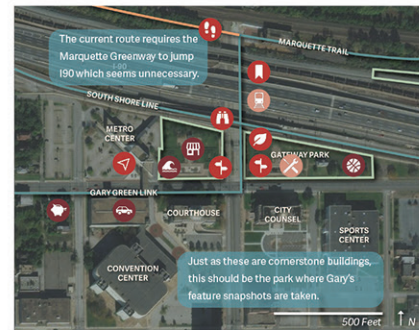 The current route requires the
Marquette Greenway to jump
I90 which seems unnecessary.
MARQUETTE TRAIL
I-90
SOUTH SHORE LINE
METRO
CENTER
GATEWAY PARK
GARY GREEN LINK
COURTHOUSE
CITY
COUNSEL
SPORTS
CENTER
CONVENTION
CENTER
Just as these are cornerstone buildings,
this should be the park where Gary's
feature snapshots are taken.
500 Feet
N